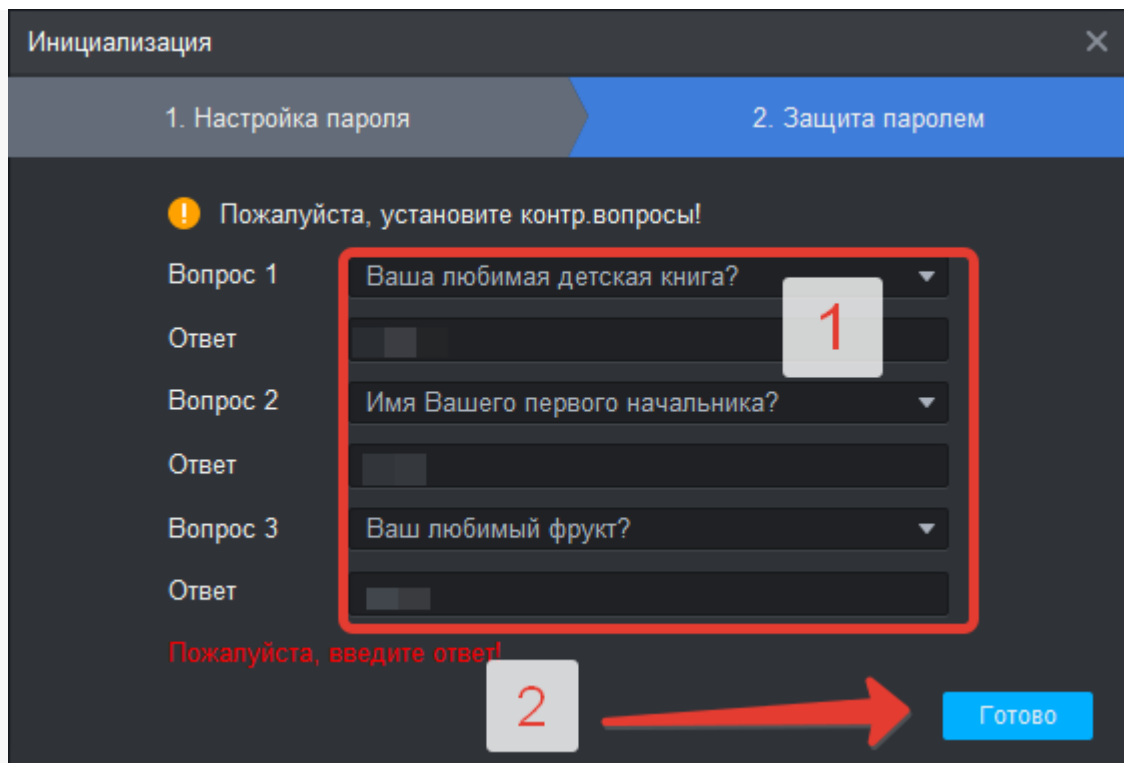 Инициализация
1. Настройка пароля
2. Защита паролем
Пожалуйста, установите контр.вопросы!
Вопрос 1
Ваша любимая детская книга?
1
Ответ
Вопрос 2
Имя Вашего первого начальника?
Ответ
Вопрос 3
Ваш любимый фрукт?
Ответ
Пожалуйста, введите ответ!
2
Готово